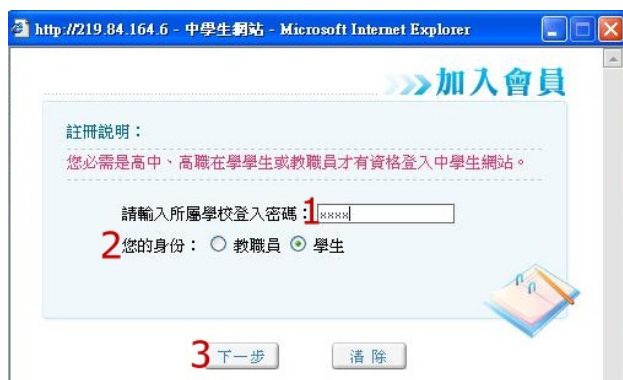 http://219.84.164.6 - 中學生網站 - Microsoft Internet Explorer
加入會員
註冊說明：
您必需是高中、高職在學學生或教職員才有資格登入中學生網站。
請輸入所屬學校登入密碼：1 xxxx
2 您的身份： 教職員 學生
3 下一步 清除